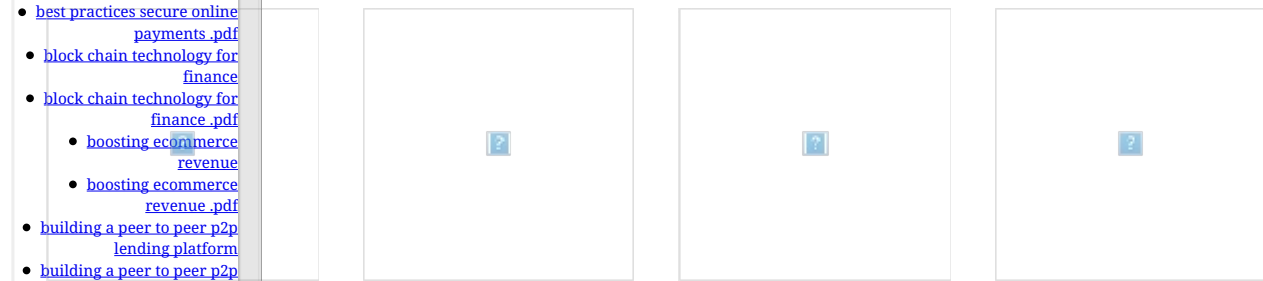 best practices secure online
payments .pdf
block chain technology for
finance
block chain technology for
finance .pdf
boosting ecommerce
revenue
boosting ecommerce
revenue .pdf
building a peer to peer p2p
lending platform
building a peer to peer p2p